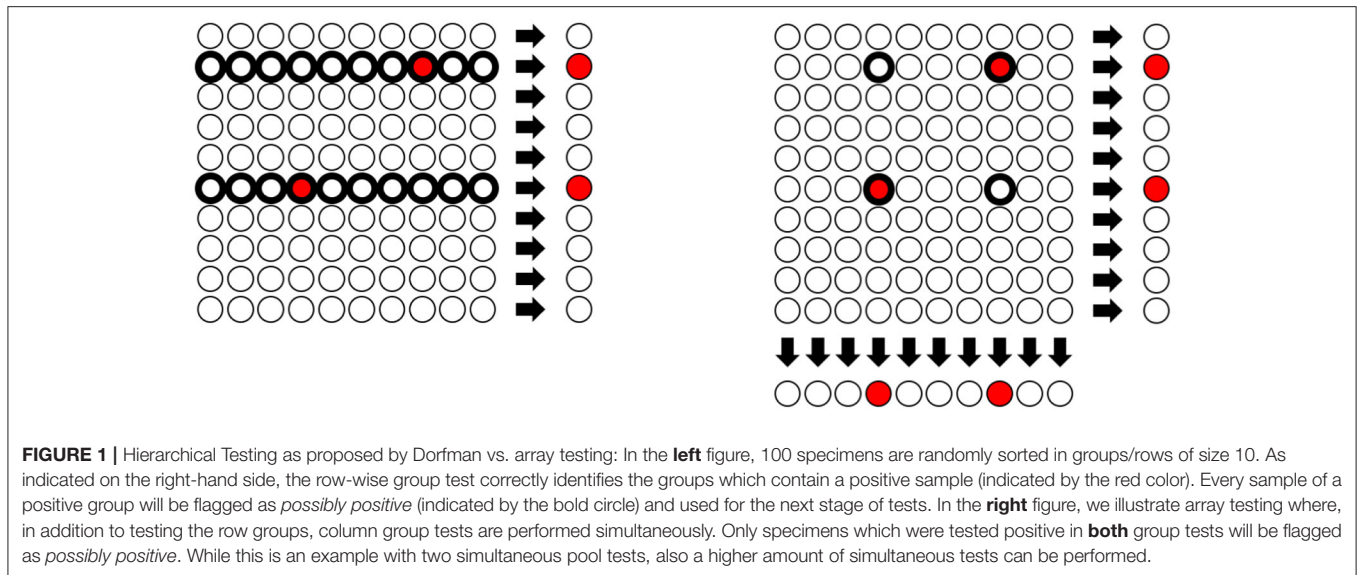 FIGURE 1 | Hierarchical Testing as proposed by Dorfman vs. array testing: In the left figure, 100 specimens are randomly sorted in groups/rows of size 10. As
indicated on the right-hand side, the row-wise group test correctly identifies the groups which contain a positive sample (indicated by the red color). Every sample of a
positive group will be flagged as possibly positive (indicated by the bold circle) and used for the next stage of tests. In the right figure, we illustrate array testing where,
in addition to testing the row groups, column group tests are performed simultaneously. Only specimens which were tested positive in both group tests will be flagged
as possibly positive. While this is an example with two simultaneous pool tests, also a higher amount of simultaneous tests can be performed.